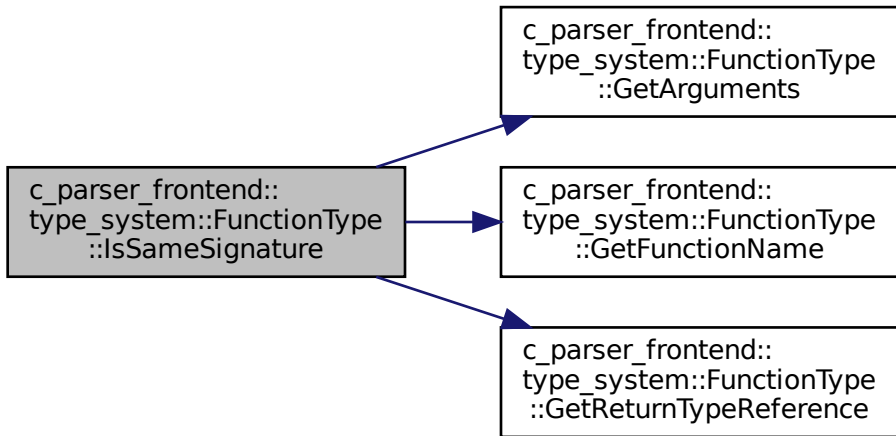 c_parser_frontend::
type_system::FunctionType
::IsSameSignature
c_parser_frontend::
type_system::FunctionType
::GetArguments
c_parser_frontend::
type_system::FunctionType
::GetFunctionName
c_parser_frontend::
type_system::FunctionType
::GetReturnTypeReference